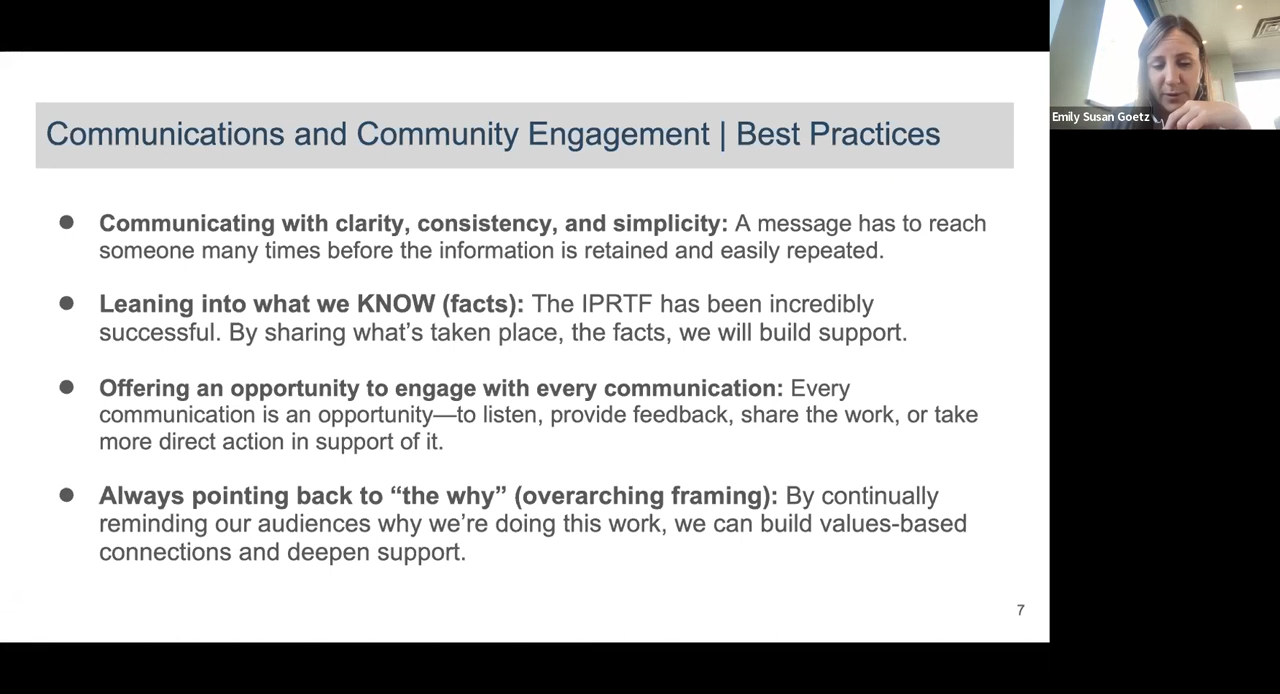 Communications and Community Engagement | Best Practices
● Communicating with clarity, consistency, and simplicity: A message has to reach
someone many times before the information is retained and easily repeated.
● Leaning into what we KNOW (facts): The IPRTF has been incredibly
successful. By sharing what’s taken place, the facts, we will build support.
● Offering an opportunity to engage with every communication: Every
communication is an opportunity—to listen, provide feedback, share the work, or take
more direct action in support of it.
● Always pointing back to “the why” (overarching framing): By continually
reminding our audiences why we’re doing this work, we can build values-based
connections and deepen support.
7
Emily Susan Goetz